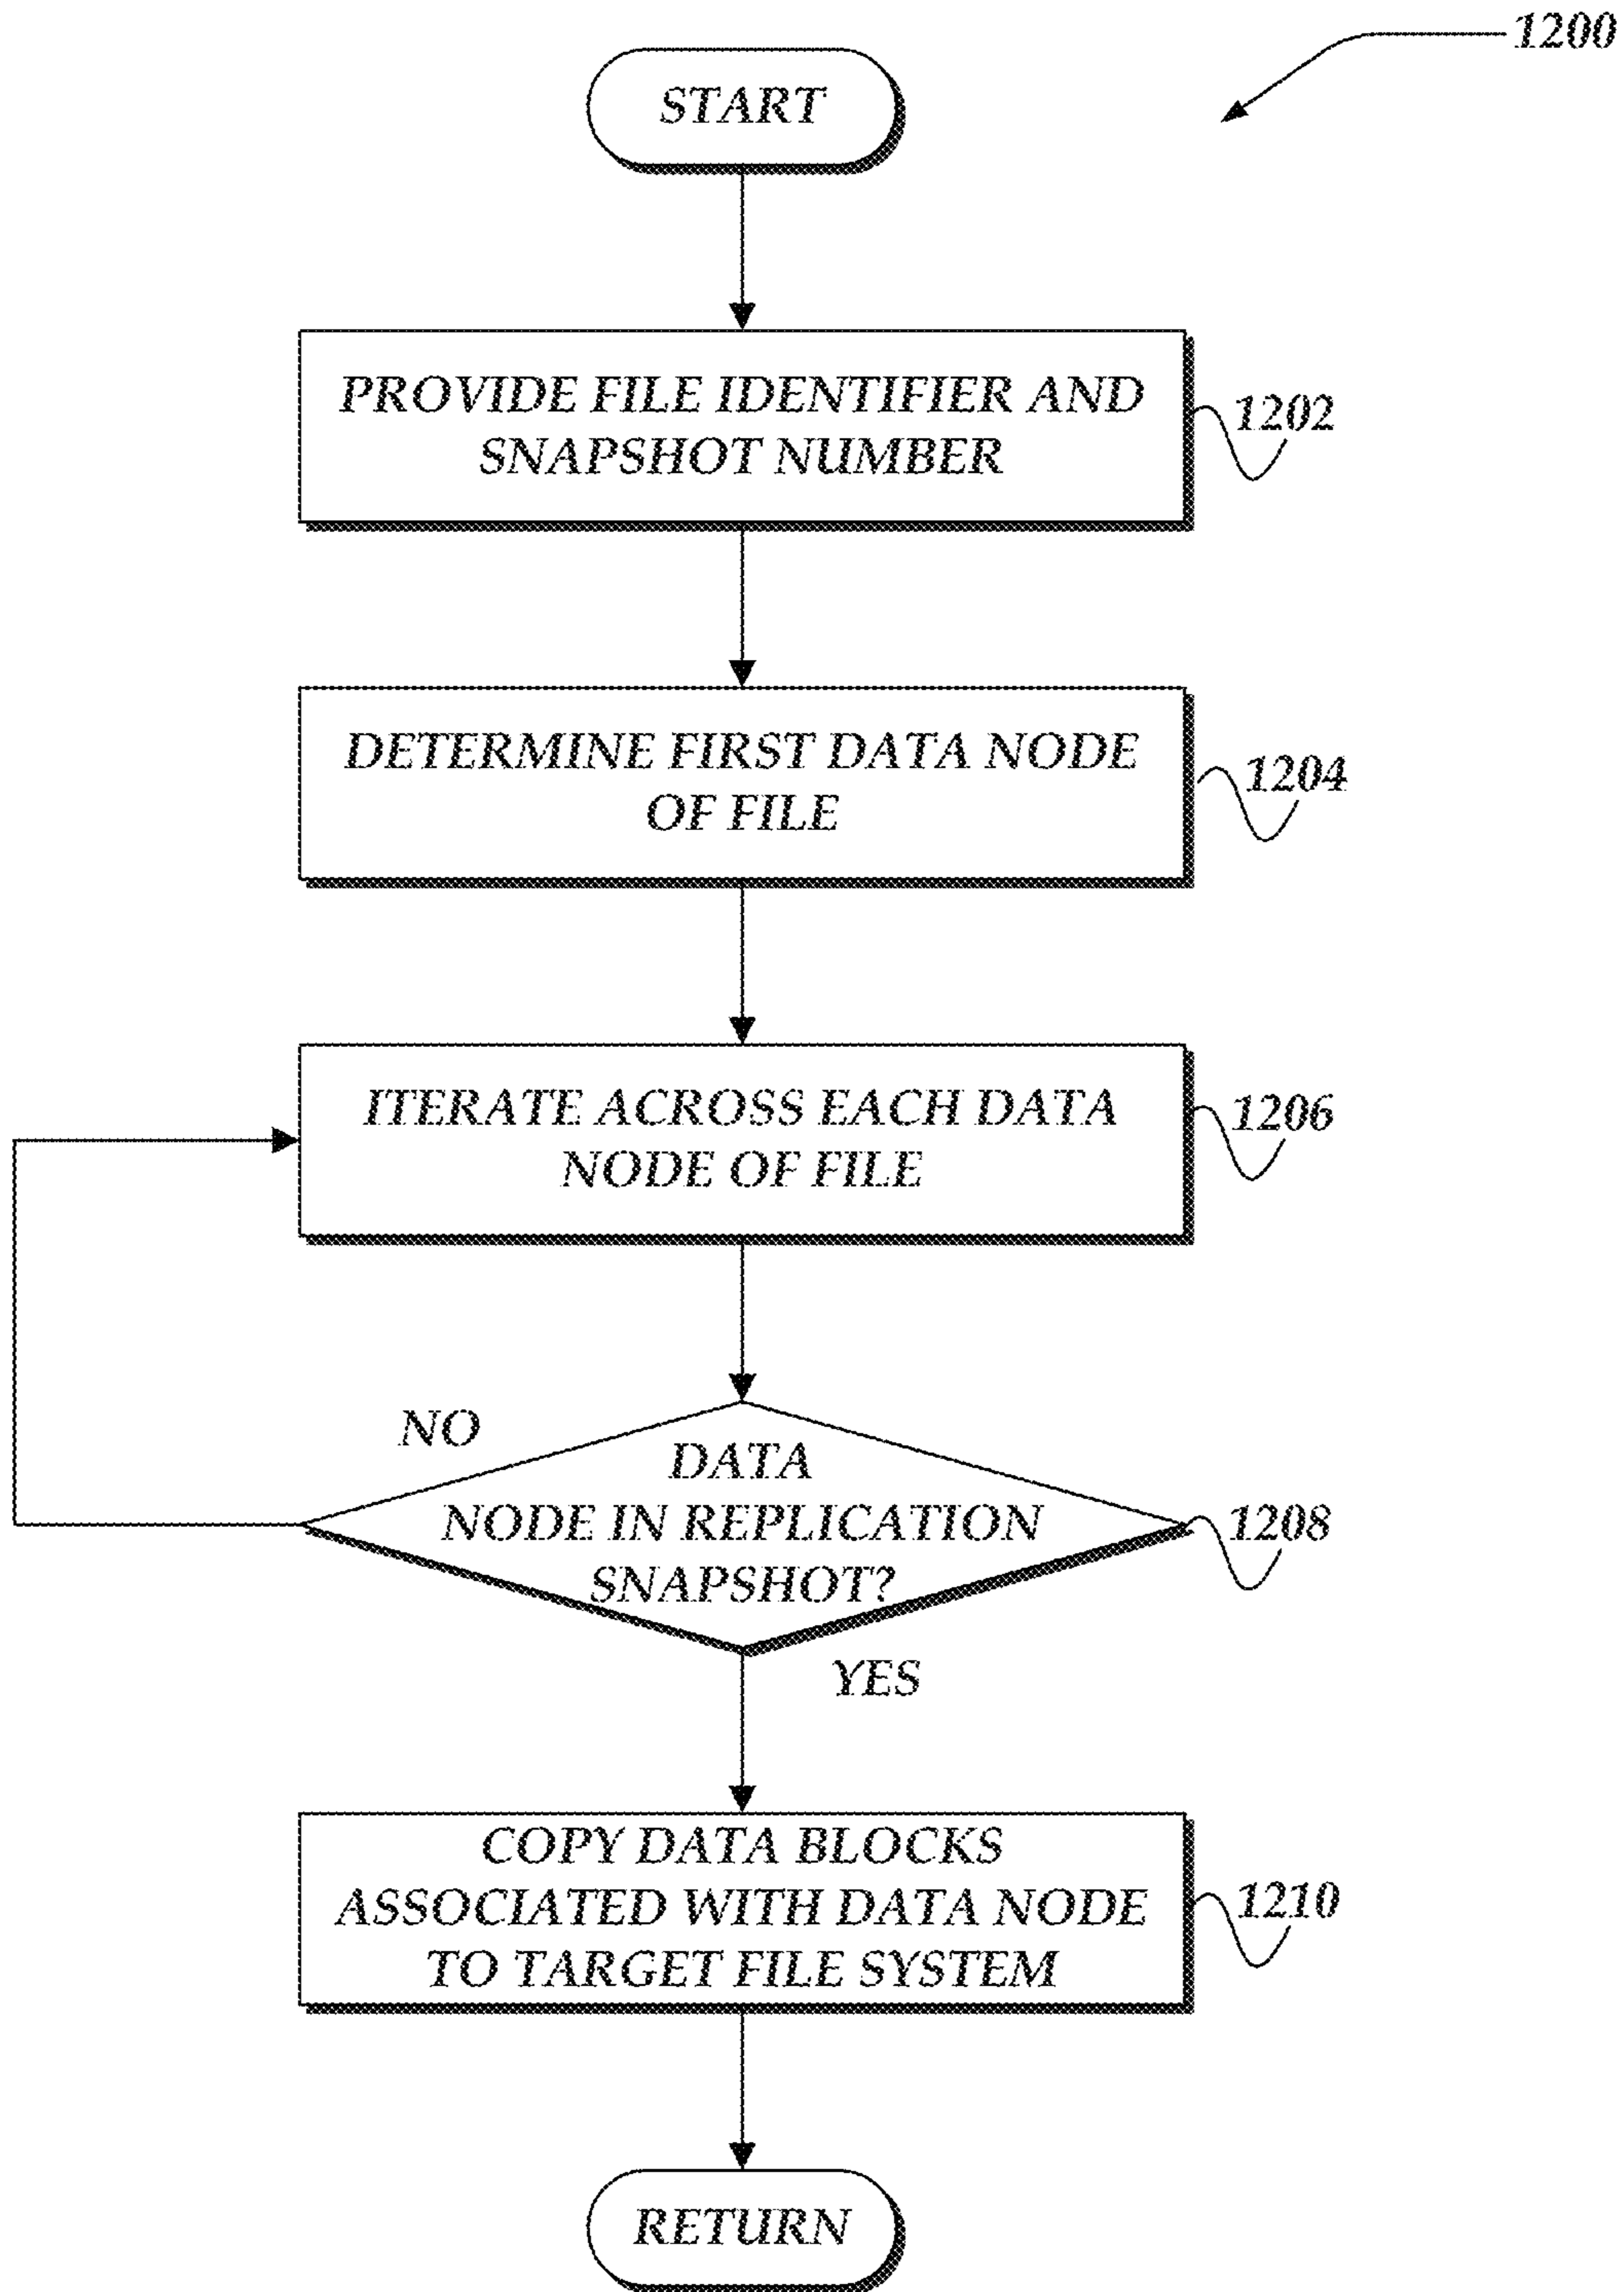 1200
START
PROVIDE FILE IDENTIFIER AND
SNAPSHOT NUMBER
1202
DETERMINE FIRST DATA NODE
OF FILE
1204
ITERATE ACROSS EACH DATA
NODE OF FILE
1206
NO
DATA
NODE IN REPLICATION
SNAPSHOT?
1208
YES
COPY DATA BLOCKS
ASSOCIATED WITH DATA NODE
TO TARGET FILE SYSTEM
1210
RETURN